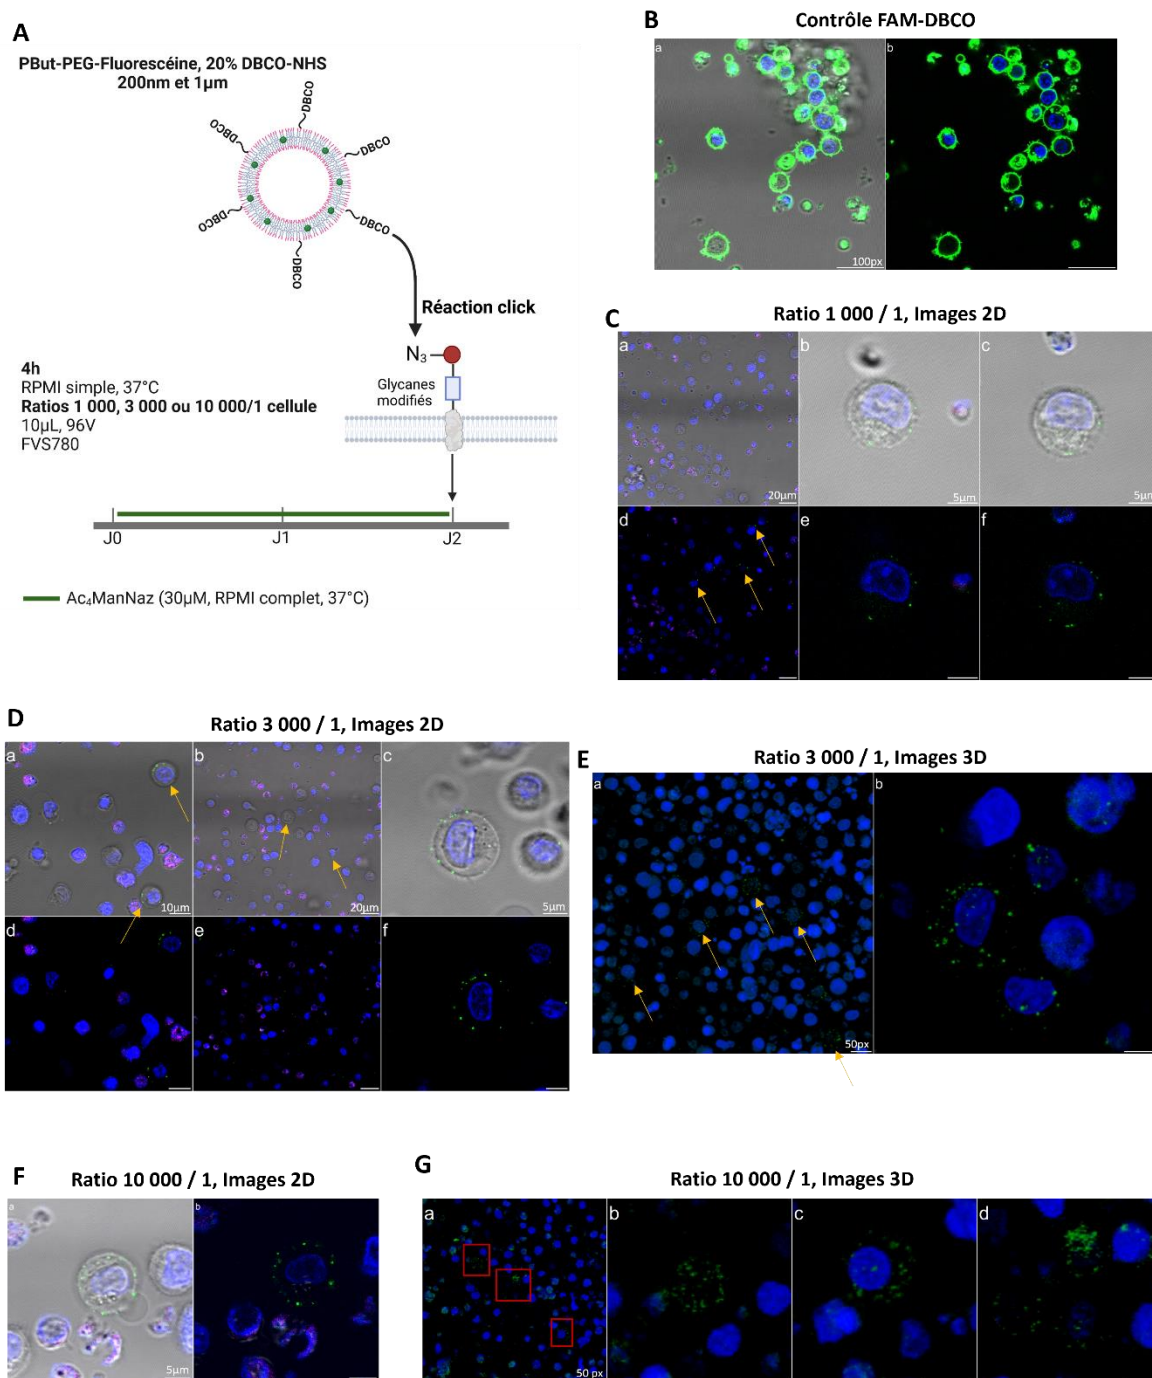 A
PBut-PEG-Fluorescéine, 20% DBCO-NHS
200nm et 1µm
DBCO
DBCO
DBCO
DBCO
DBCO
DBCO
Réaction click
N₃
Glycanes
modifiés
4h
RPMI simple, 37°C
Ratios 1 000, 3 000 ou 10 000/1 cellule
10µL, 96V
FVS780
J0
J1
J2
Ac₄ManNaz (30µM, RPMI complet, 37°C)
B
Contrôle FAM-DBCO
a
b
100px
C
Ratio 1 000 / 1, Images 2D
a
b
c
20µm
5µm
5µm
d
e
f
D
Ratio 3 000 / 1, Images 2D
a
b
c
10µm
20µm
5µm
d
e
f
E
Ratio 3 000 / 1, Images 3D
a
b
50px
F
Ratio 10 000 / 1, Images 2D
a
b
5µm
G
Ratio 10 000 / 1, Images 3D
a
b
c
d
50 px